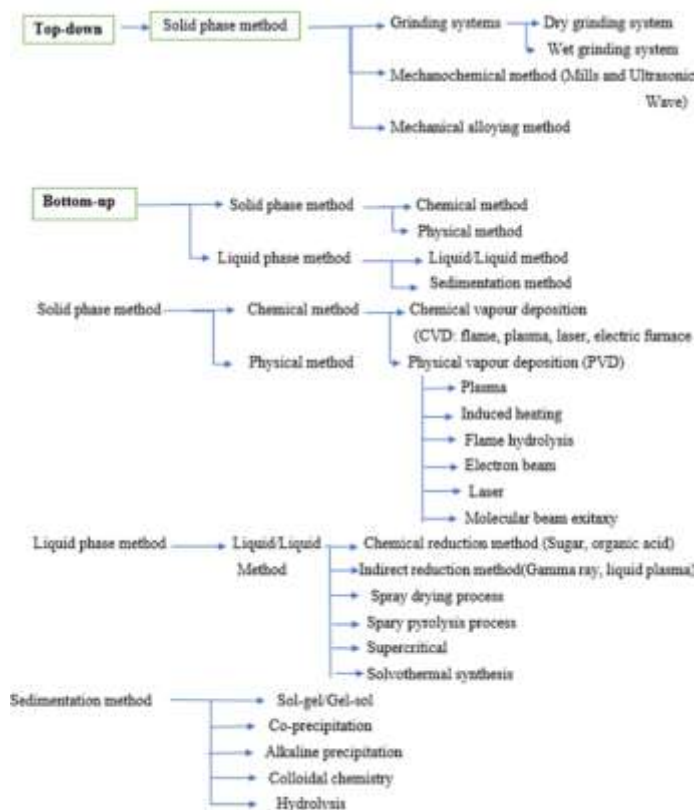 Top-down Solid phase method Grinding systems Dry grinding system
Wet grinding system
Mechanochemical method (Mills and Ultrasonic
Wave)
Mechanical alloying method
Bottom-up Solid phase method Chemical method
Physical method
Liquid phase method Liquid/Liquid method
Sedimentation method
Solid phase method Chemical method Chemical vapour deposition
(CVD: flame, plasma, laser, electric furnace
Physical method Physical vapour deposition (PVD)
Plasma
Induced heating
Flame hydrolysis
Electron beam
Laser
Molecular beam exitaxy
Liquid phase method Liquid/Liquid Chemical reduction method (Sugar, organic acid)
Method Indirect reduction method(Gamma ray, liquid plasma)
Spray drying process
Spary pyrolysis process
Supercritical
Solvothermal synthesis
Sedimentation method Sol-gel/Gel-sol
Co-precipitation
Alkaline precipitation
Colloidal chemistry
Hydrolysis